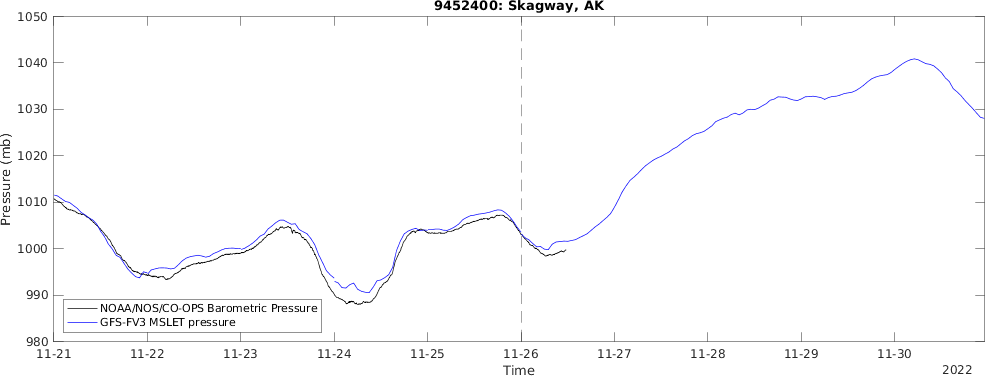 9452400: Skagway, AK
1050
1040
1030
1020
1010
1000
990
980
Pressure (mb)
NOAA/NOS/CO-OPS Barometric Pressure
GFS-FV3 MSLET pressure
11-21 11-22 11-23 11-24 11-25 11-26 11-27 11-28 11-29 11-30
Time
2022